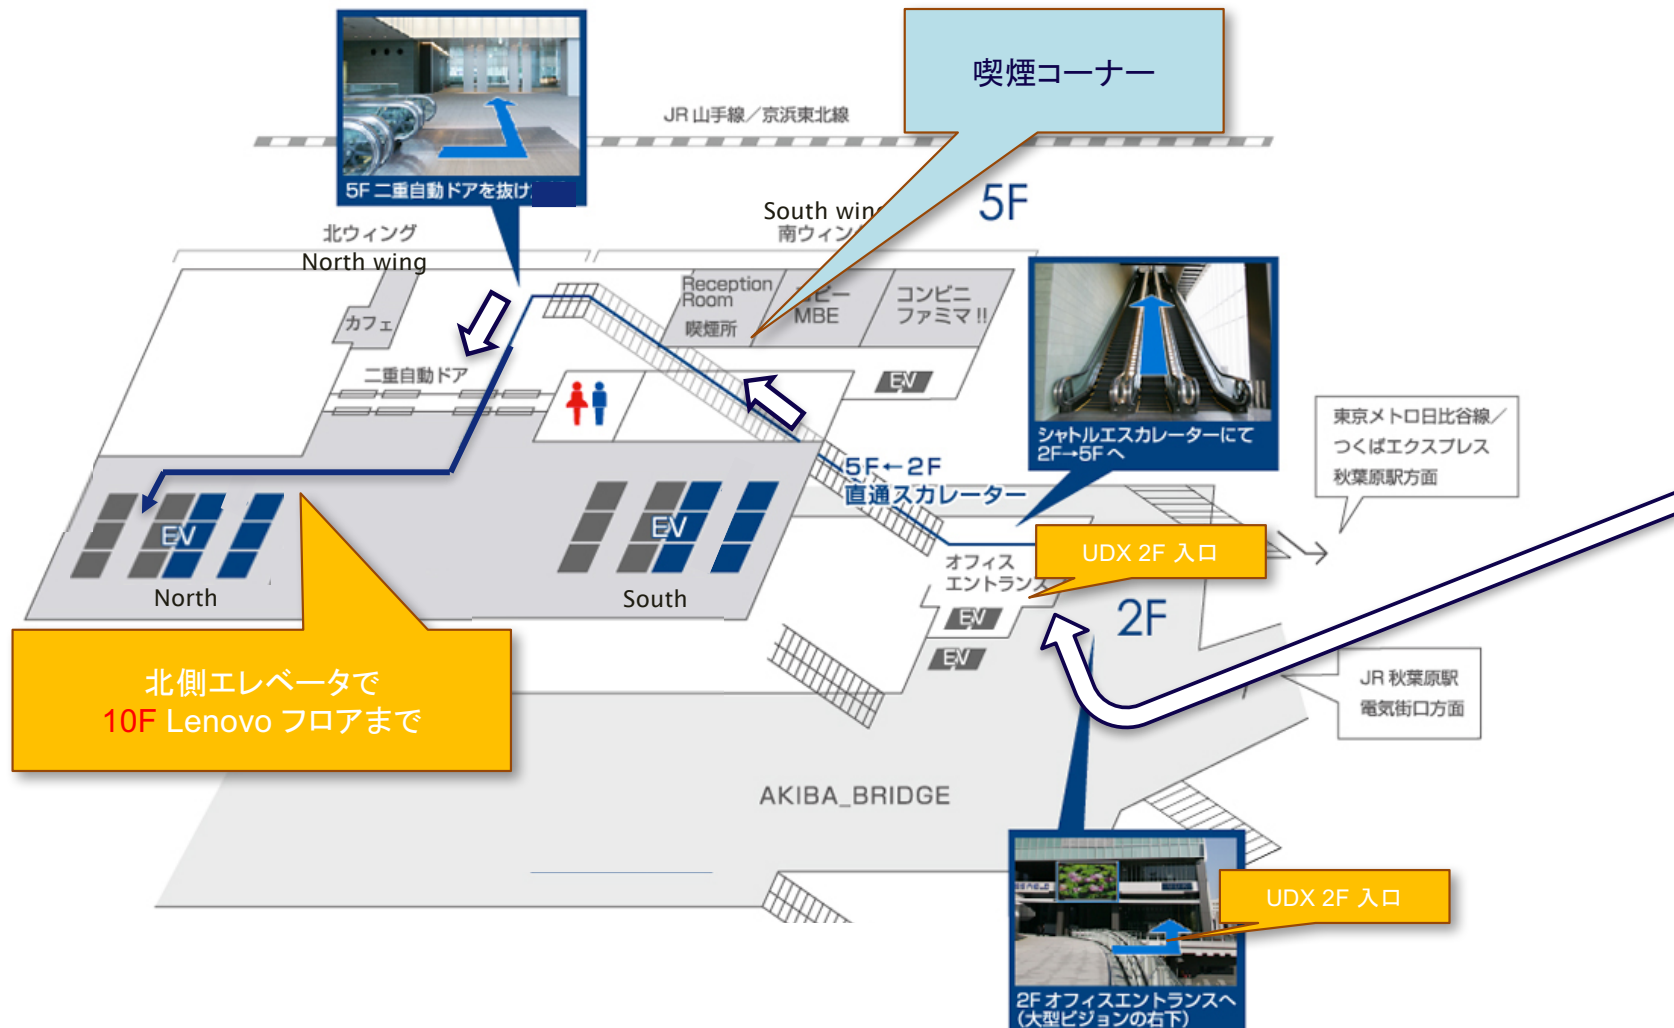 喫煙コーナー
JR 山手線／京浜東北線
5F 二重自動ドアを抜け
5F
South wing
南ウィング
北ウィング
North wing
Reception
Room
喫煙所
MBE
コンビニ
ファミマ !!
カフェ
二重自動ドア
EV
シャトルエスカレーターにて
2F→5F へ
東京メトロ日比谷線／
つくばエクスプレス
秋葉原駅方面
5F←2F
直通スカレーター
EV
EV
UDX 2F 入口
オフィス
エントランス
North
South
EV
2F
EV
北側エレベータで
10F Lenovo フロアまで
JR 秋葉原駅
電気街口方面
AKIBA_BRIDGE
UDX 2F 入口
2F オフィスエントランスへ
(大型ビジョンの右下)